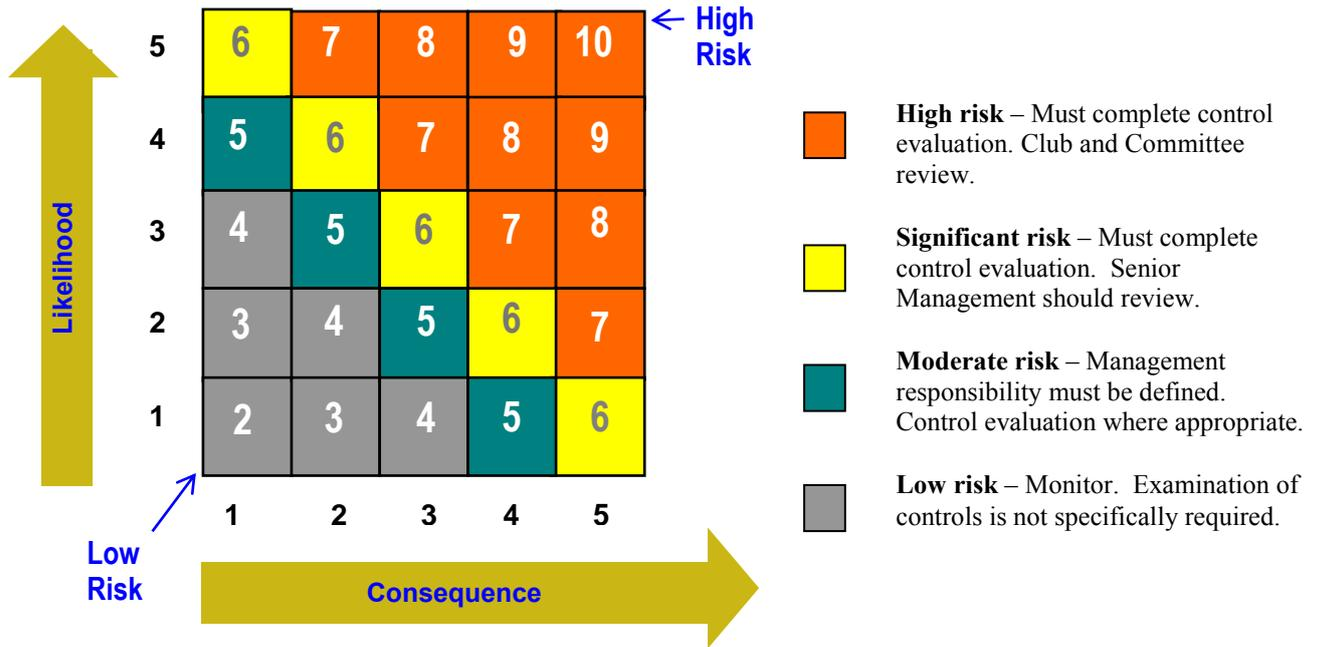 High
Risk
5 6 7 8 9 10
4 5 6 7 8 9
3 4 5 6 7 8
2 3 4 5 6 7
1 2 3 4 5 6
1 2 3 4 5
Likelihood
Low
Risk
Consequence
High risk – Must complete control
evaluation. Club and Committee
review.
Significant risk – Must complete
control evaluation.  Senior
Management should review.
Moderate risk – Management
responsibility must be defined.
Control evaluation where appropriate.
Low risk – Monitor.  Examination of
controls is not specifically required.